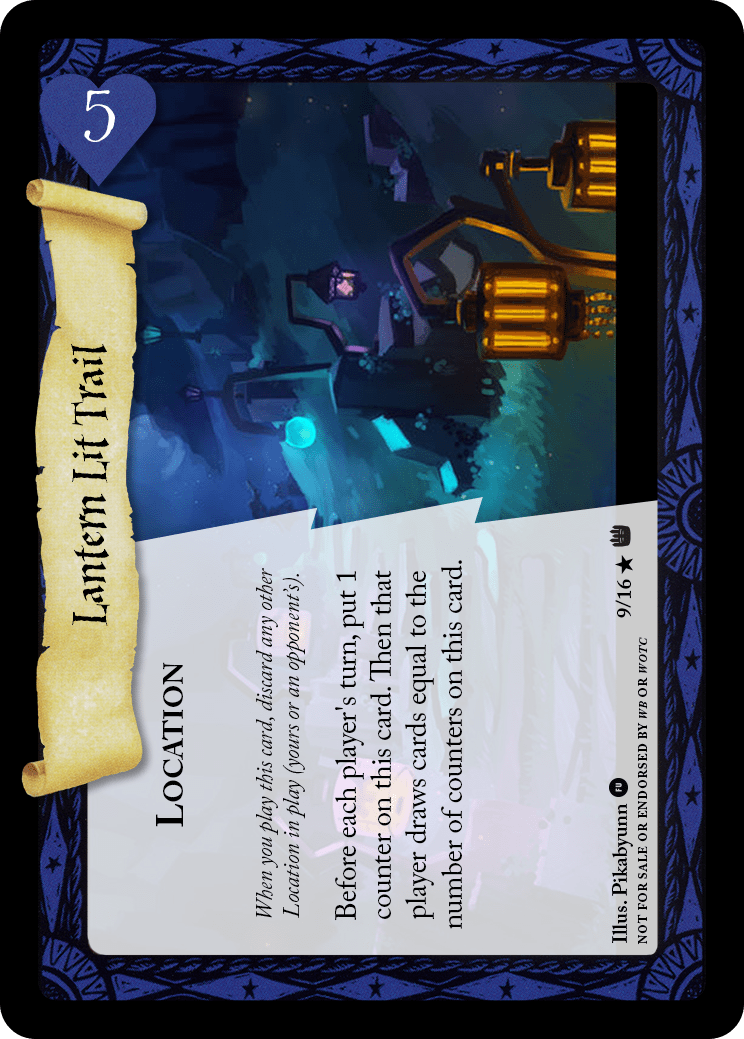 5
Lantern Lit Trail
LOCATION
When you play this card, discard any other
Location in play (yours or an opponent's).
Before each player's turn, put 1
counter on this card. Then that
player draws cards equal to the
number of counters on this card.
Illus. Pikabyunn FU 9/16 ★
NOT FOR SALE OR ENDORSED BY WB OR WOTC